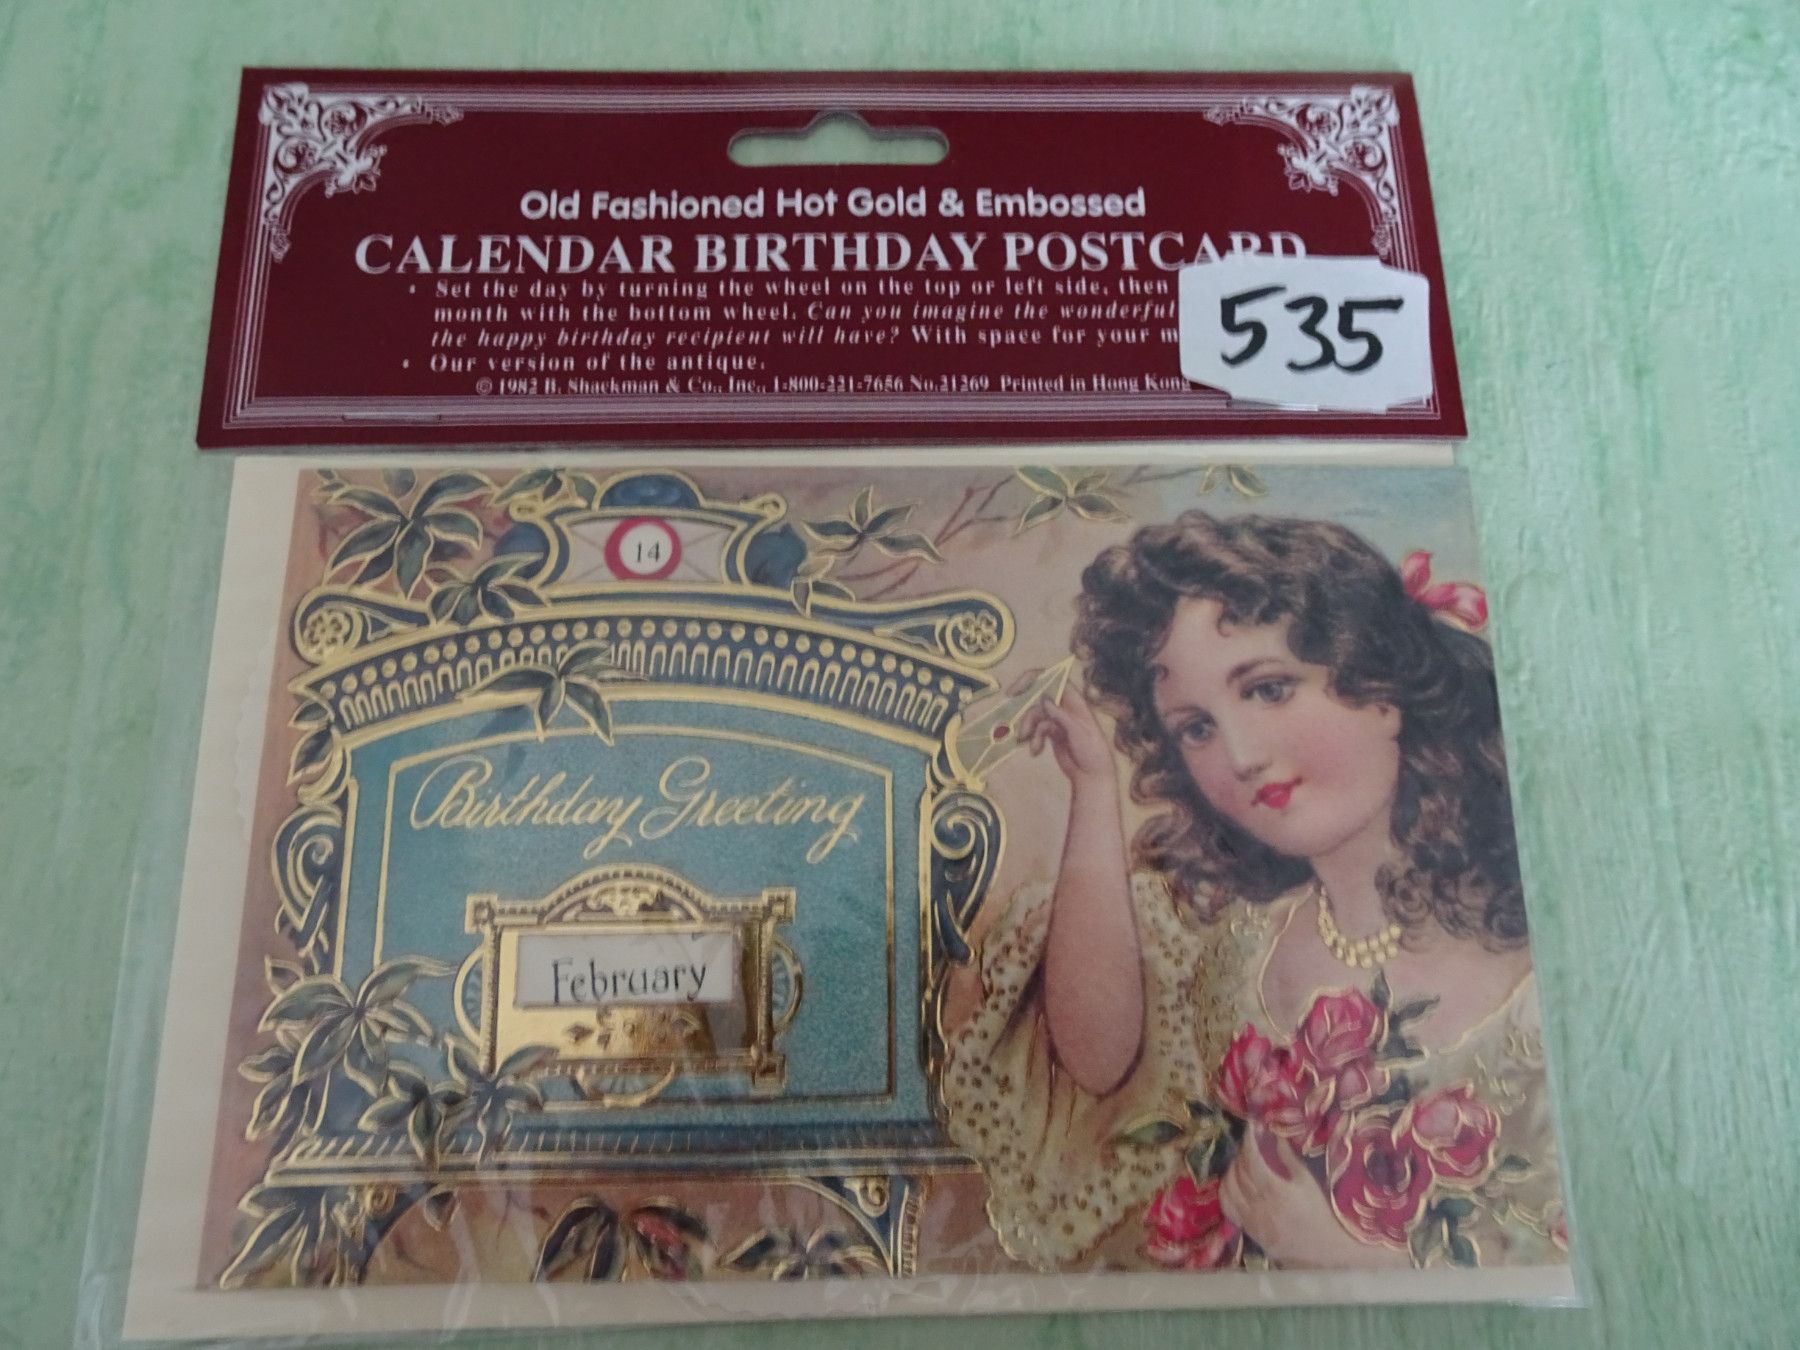 Old Fashioned Hot Gold & Embossed
CALENDAR BIRTHDAY POSTCARD
• Set the day by turning the wheel on the top or left side, then
month with the bottom wheel. Can you imagine the wonderful
the happy birthday recipient will have? With space for your
• Our version of the antique.
© 1982 B. Shackman & Co., Inc., 1-800-221-7656 No.21269 Printed in Hong Kong
535
14
Birthday Greeting
February